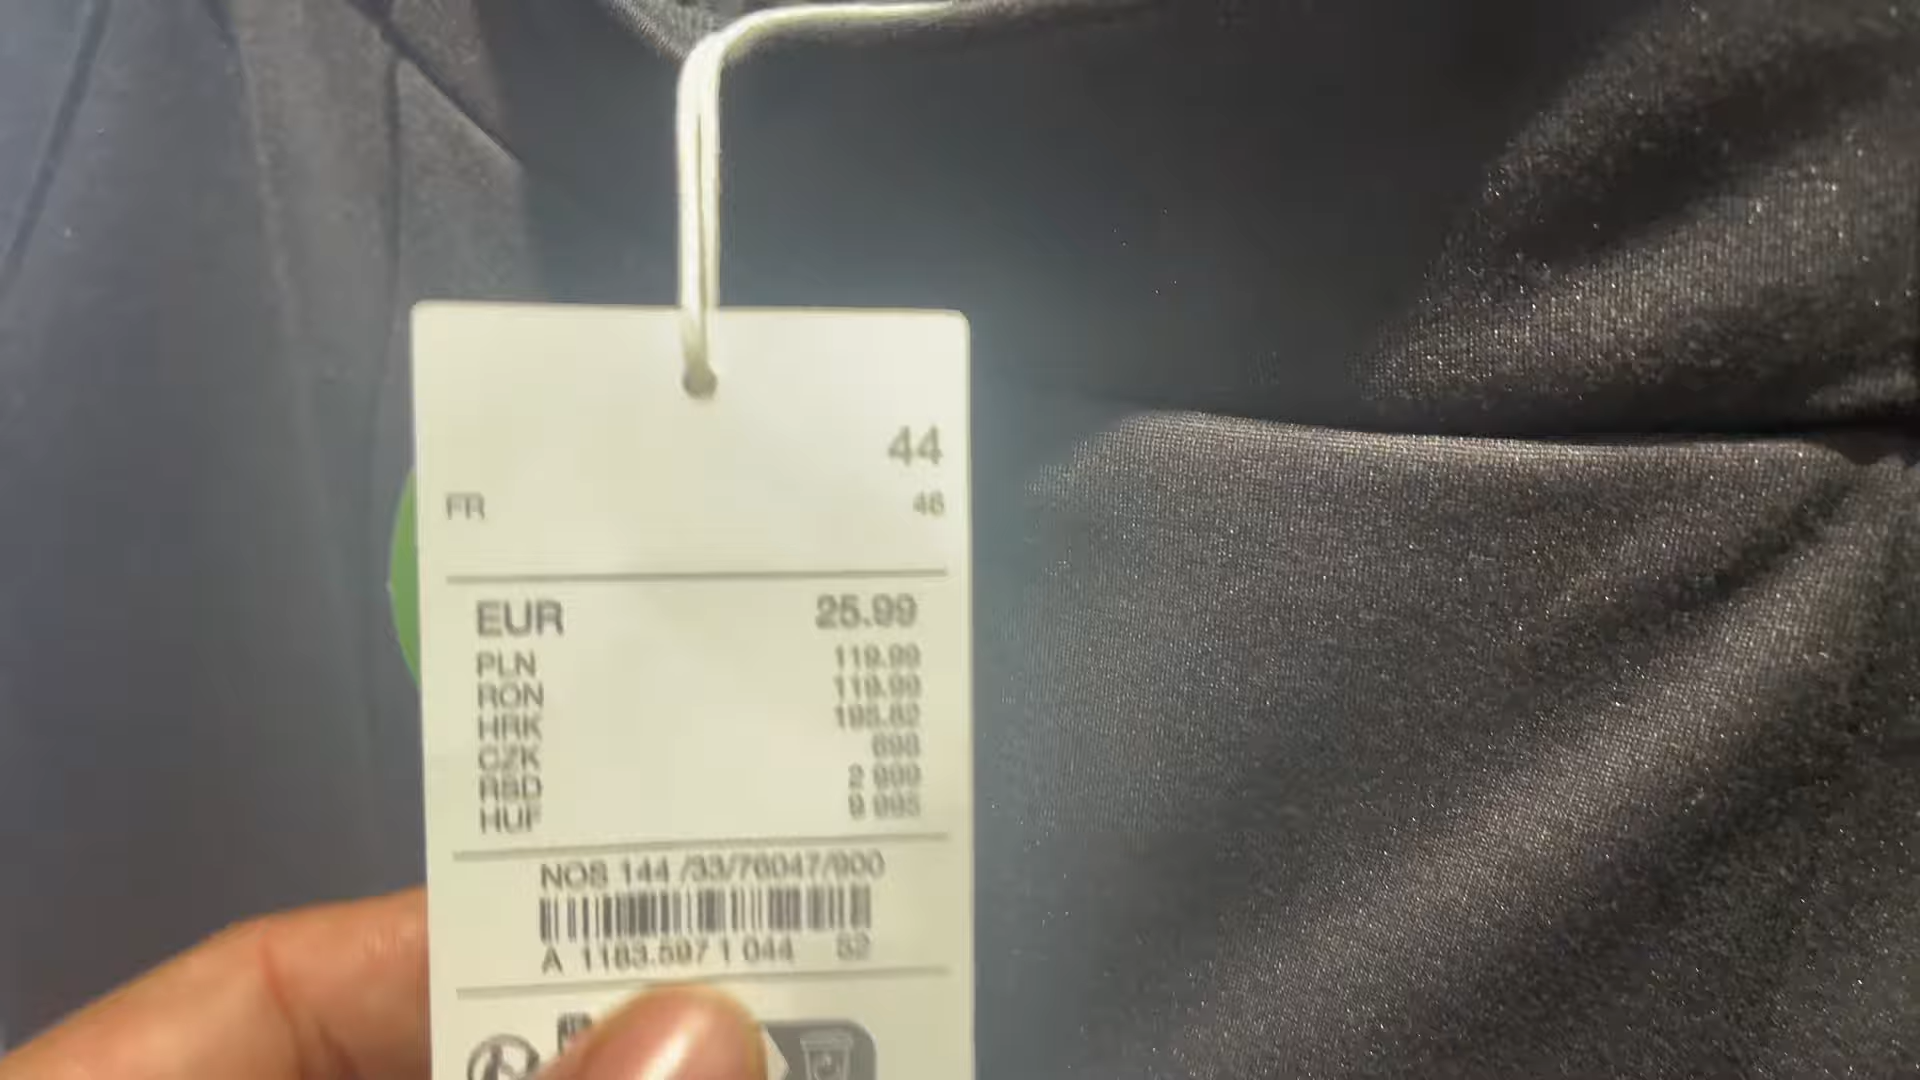 44
FR 46
EUR 25.99
PLN 119.99
RON 119.99
HRK 195.82
CZK 698
RSD 2 999
HUF 9 995
NOS 144 /33/76047/900
A 1183.597 1 044 52